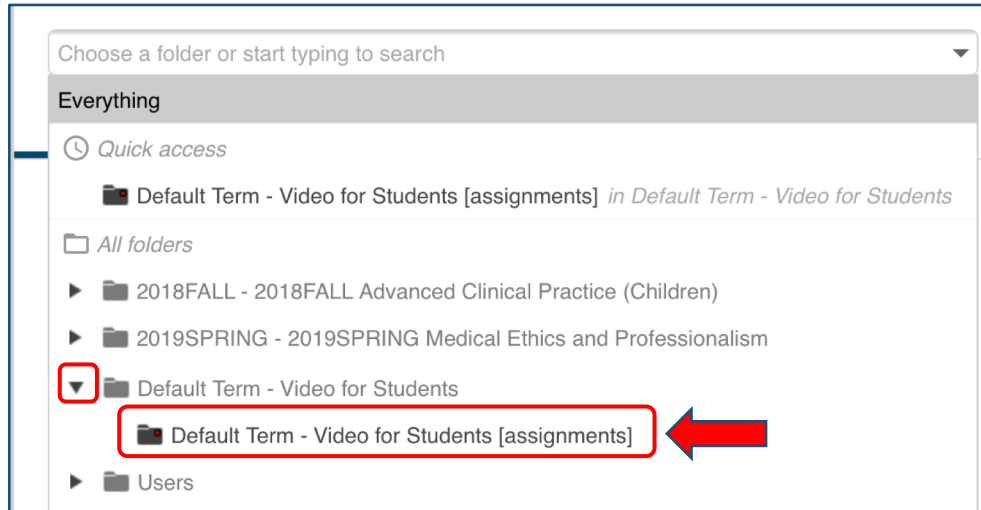 Choose a folder or start typing to search
Everything
Quick access
Default Term - Video for Students [assignments] in Default Term - Video for Students
All folders
2018FALL - 2018FALL Advanced Clinical Practice (Children)
2019SPRING - 2019SPRING Medical Ethics and Professionalism
Default Term - Video for Students
Default Term - Video for Students [assignments]
Users